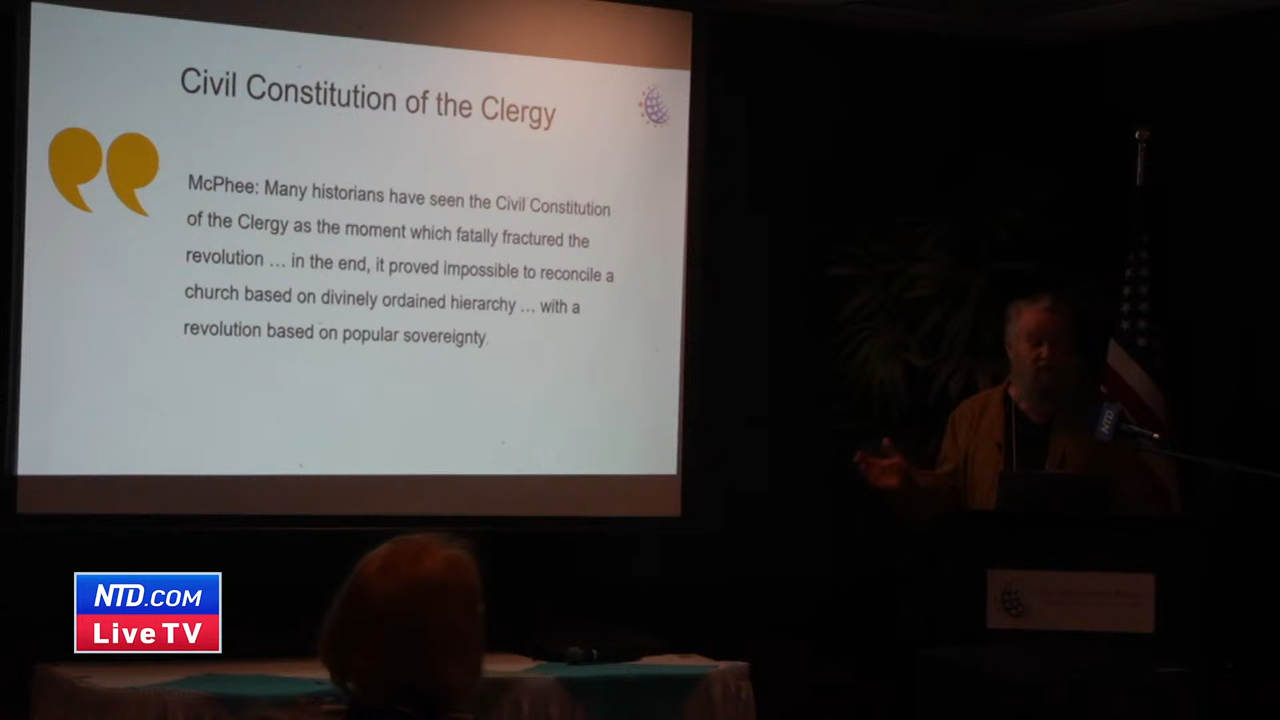 Civil Constitution of the Clergy
McPhee: Many historians have seen the Civil Constitution
of the Clergy as the moment which fatally fractured the
revolution … in the end, it proved impossible to reconcile a
church based on divinely ordained hierarchy … with a
revolution based on popular sovereignty.
NTD
NTD.COM
Live TV